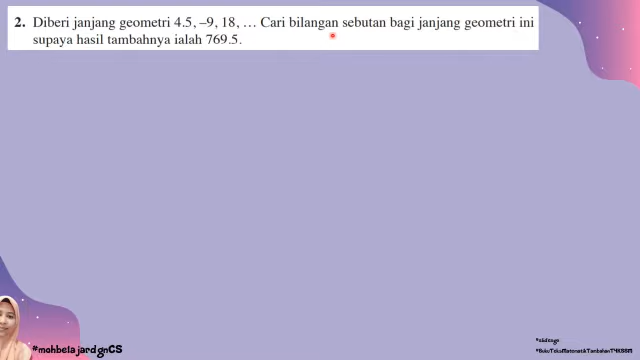 2. Diberi janjang geometri 4.5, –9, 18, … Cari bilangan sebutan bagi janjang geometri ini
supaya hasil tambahnya ialah 769.5.
#mohbelajardgnCS